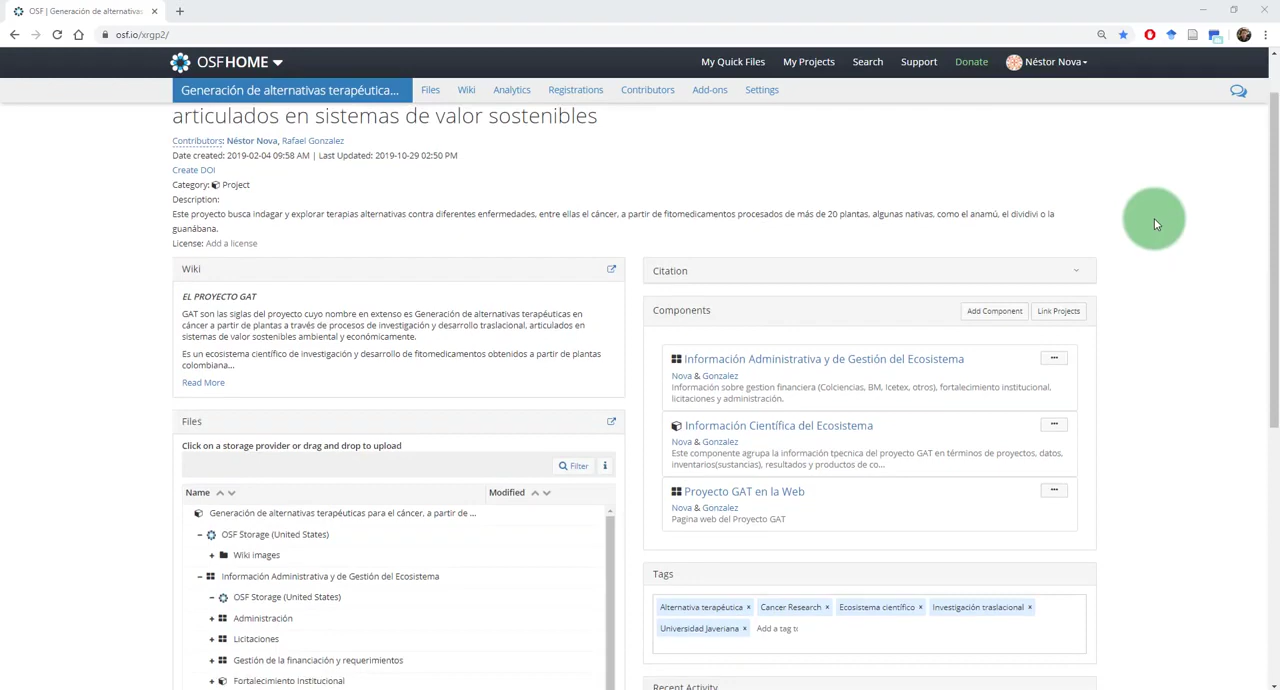 OSF | Generación de alternativas
osf.io/xrgp2/
OSFHOME
My Quick Files
My Projects
Search
Support
Donate
Néstor Nova
Generación de alternativas terapéutica...
Files
Wiki
Analytics
Registrations
Contributors
Add-ons
Settings
articulados en sistemas de valor sostenibles
Contributors: Néstor Nova, Rafael Gonzalez
Date created: 2019-02-04 09:58 AM | Last Updated: 2019-10-29 02:50 PM
Create DOI
Category: Project
Description:
Este proyecto busca indagar y explorar terapias alternativas contra diferentes enfermedades, entre ellas el cáncer, a partir de fitomedicamentos procesados de más de 20 plantas, algunas nativas, como el anamú, el dividivi o la
guanábana.
License: Add a license
Wiki
EL PROYECTO GAT
GAT son las siglas del proyecto cuyo nombre en extenso es Generación de alternativas terapéuticas en
cáncer a partir de plantas a través de procesos de investigación y desarrollo traslacional, articulados en
sistemas de valor sostenibles ambiental y económicamente.
Es un ecosistema científico de investigación y desarrollo de fitomedicamentos obtenidos a partir de plantas
colombiana...
Read More
Files
Click on a storage provider or drag and drop to upload
Filter
i
Name
Modified
Generación de alternativas terapéuticas para el cáncer, a partir de ...
OSF Storage (United States)
Wiki images
Información Administrativa y de Gestión del Ecosistema
OSF Storage (United States)
Administración
Licitaciones
Gestión de la financiación y requerimientos
Fortalecimiento Institucional
Citation
Components
Add Component
Link Projects
Información Administrativa y de Gestión del Ecosistema
Nova & Gonzalez
Información sobre gestion financiera (Colciencias, BM, Icetex, otros), fortalecimiento institucional,
licitaciones y administración.
Información Científica del Ecosistema
Nova & Gonzalez
Este componente agrupa la información tpecnica del proyecto GAT en términos de proyectos, datos,
inventarios(sustancias), resultados y productos de co...
Proyecto GAT en la Web
Nova & Gonzalez
Pagina web del Proyecto GAT
Tags
Alternativa terapéutica × Cancer Research × Ecosistema científico × Investigación traslacional ×
Universidad Javeriana × Add a tag to
Recent Activity